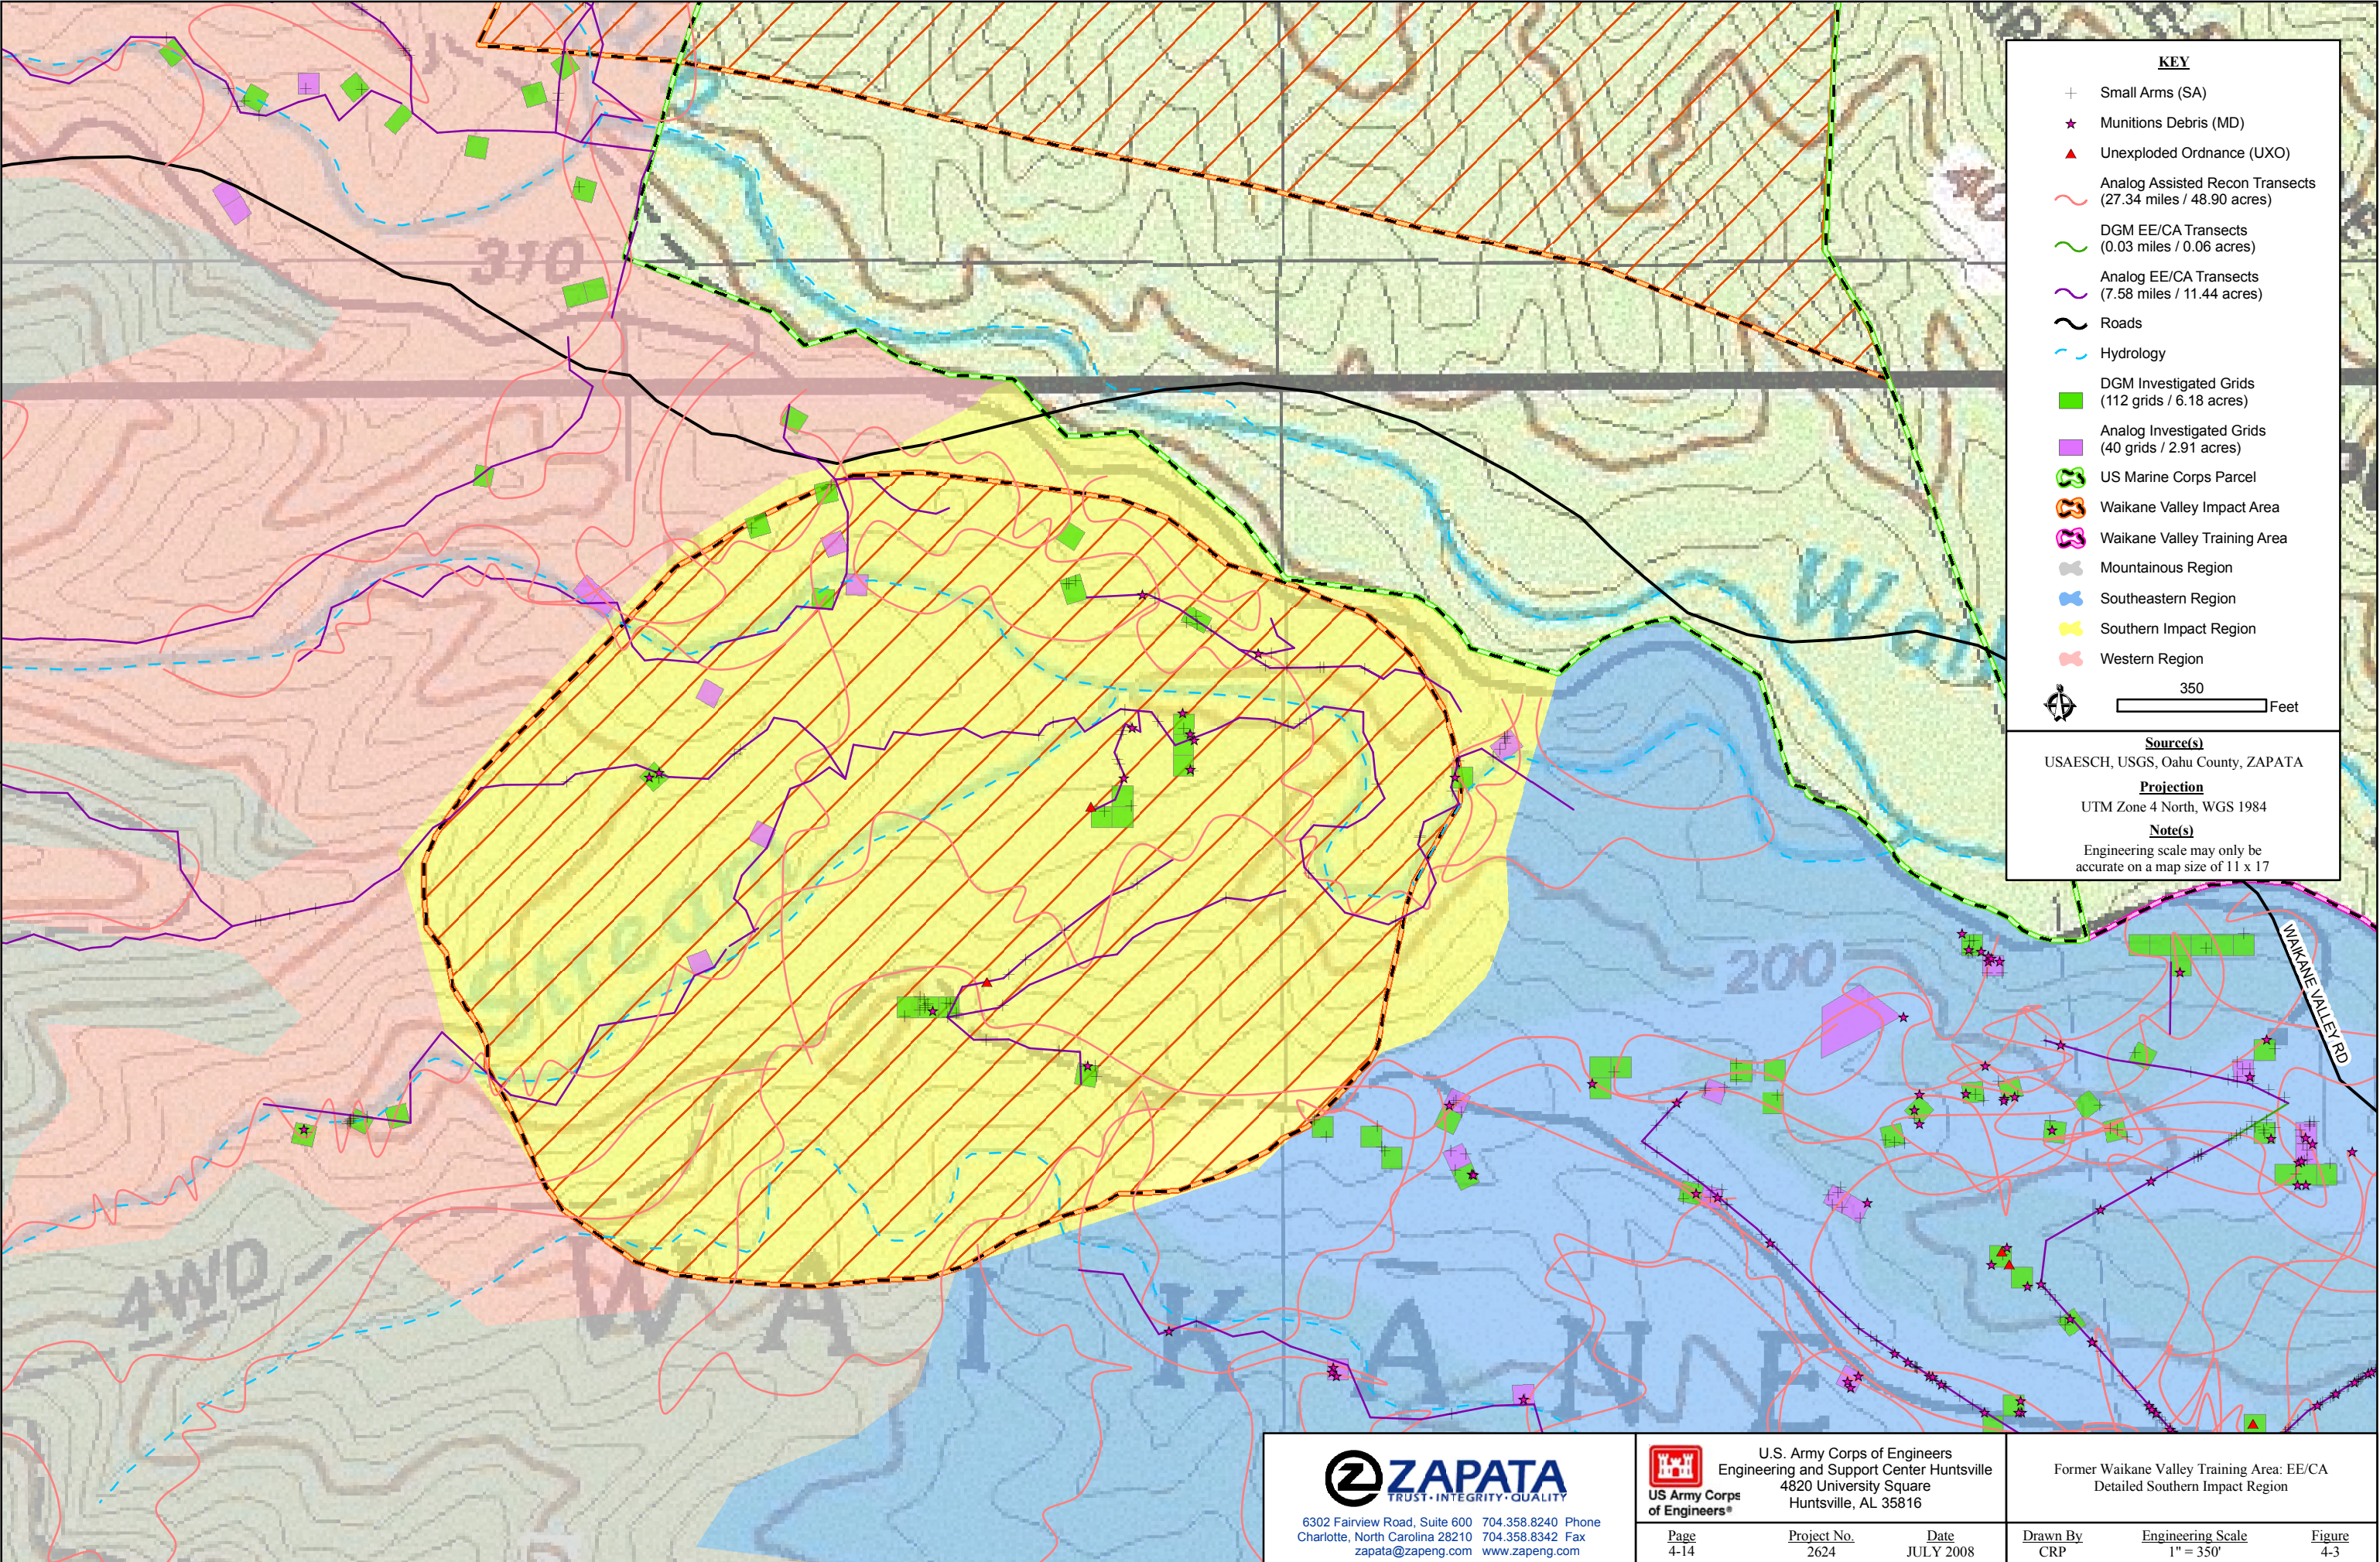 310
Stream
200
4WD
WAIKANE
WAIKANE VALLEY RD
KEY
Small Arms (SA)
Munitions Debris (MD)
Unexploded Ordnance (UXO)
Analog Assisted Recon Transects
(27.34 miles / 48.90 acres)
DGM EE/CA Transects
(0.03 miles / 0.06 acres)
Analog EE/CA Transects
(7.58 miles / 11.44 acres)
Roads
Hydrology
DGM Investigated Grids
(112 grids / 6.18 acres)
Analog Investigated Grids
(40 grids / 2.91 acres)
US Marine Corps Parcel
Waikane Valley Impact Area
Waikane Valley Training Area
Mountainous Region
Southeastern Region
Southern Impact Region
Western Region
350
Feet
Source(s)
USAESCH, USGS, Oahu County, ZAPATA
Projection
UTM Zone 4 North, WGS 1984
Note(s)
Engineering scale may only be
accurate on a map size of 11 x 17
ZAPATA
TRUST · INTEGRITY · QUALITY
6302 Fairview Road, Suite 600 704.358.8240 Phone
Charlotte, North Carolina 28210 704.358.8342 Fax
zapata@zapeng.com www.zapeng.com
US Army Corps
of Engineers®
U.S. Army Corps of Engineers
Engineering and Support Center Huntsville
4820 University Square
Huntsville, AL 35816
Page
4-14
Project No.
2624
Date
JULY 2008
Former Waikane Valley Training Area: EE/CA
Detailed Southern Impact Region
Drawn By
CRP
Engineering Scale
1" = 350'
Figure
4-3